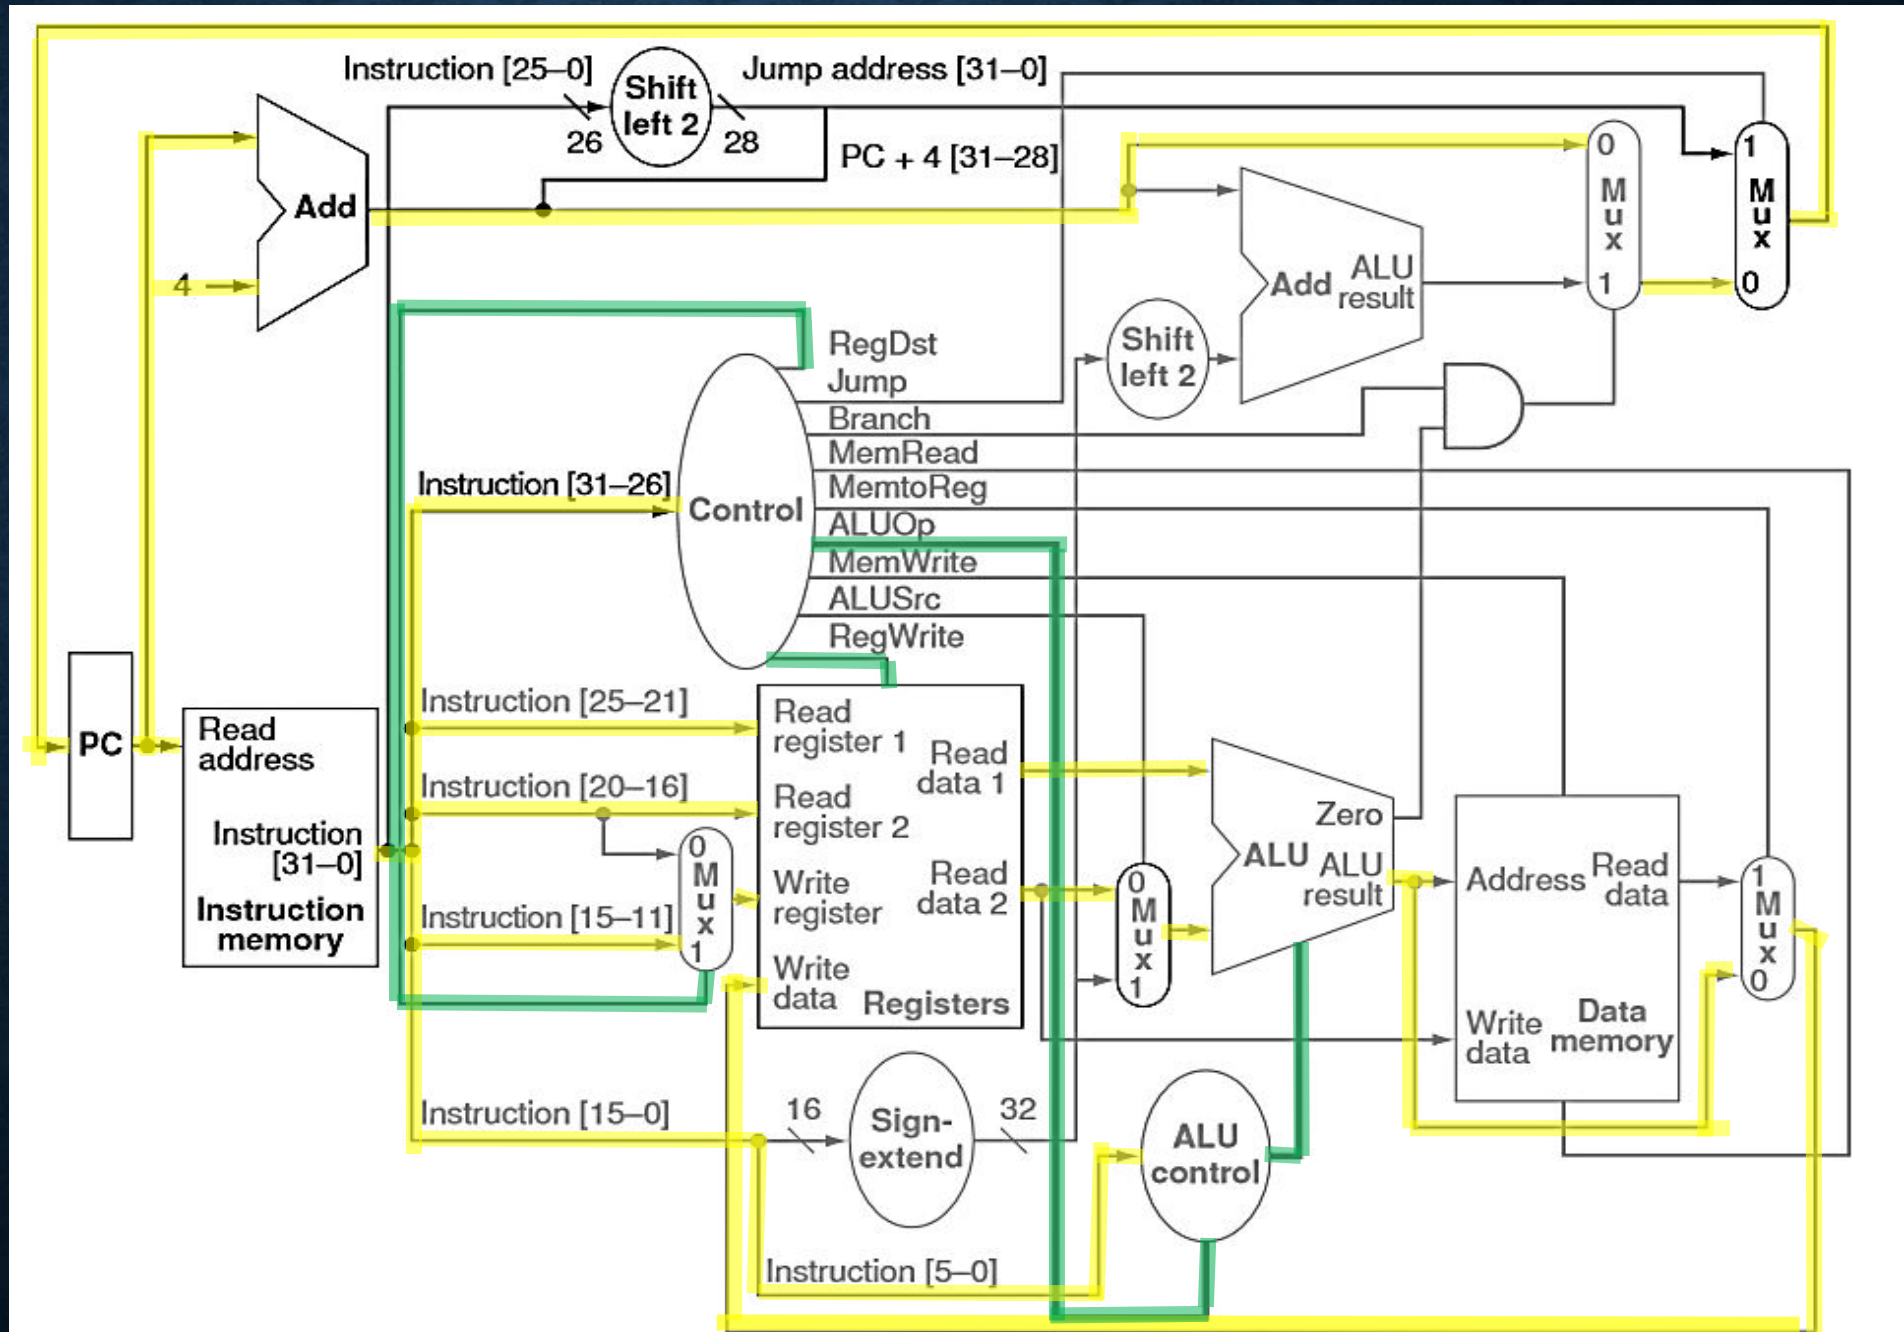 Instruction [25–0]
Shift
left 2
Jump address [31–0]
26
28
PC + 4 [31–28]
Add
4
0
M
u
x
1
1
M
u
x
0
Add
ALU
result
Shift
left 2
RegDst
Jump
Branch
MemRead
MemtoReg
ALUOp
MemWrite
ALUSrc
RegWrite
Instruction [31–26]
Control
PC
Read
address
Instruction
[31–0]
Instruction
memory
Instruction [25–21]
Instruction [20–16]
Instruction [15–11]
0
M
u
x
1
Read
register 1
Read
register 2
Write
register
Write
data
Read
data 1
Read
data 2
Registers
0
M
u
x
1
Zero
ALU
ALU
result
Address
Read
data
Write
data
Data
memory
1
M
u
x
0
Instruction [15–0]
16
Sign-
extend
32
ALU
control
Instruction [5–0]